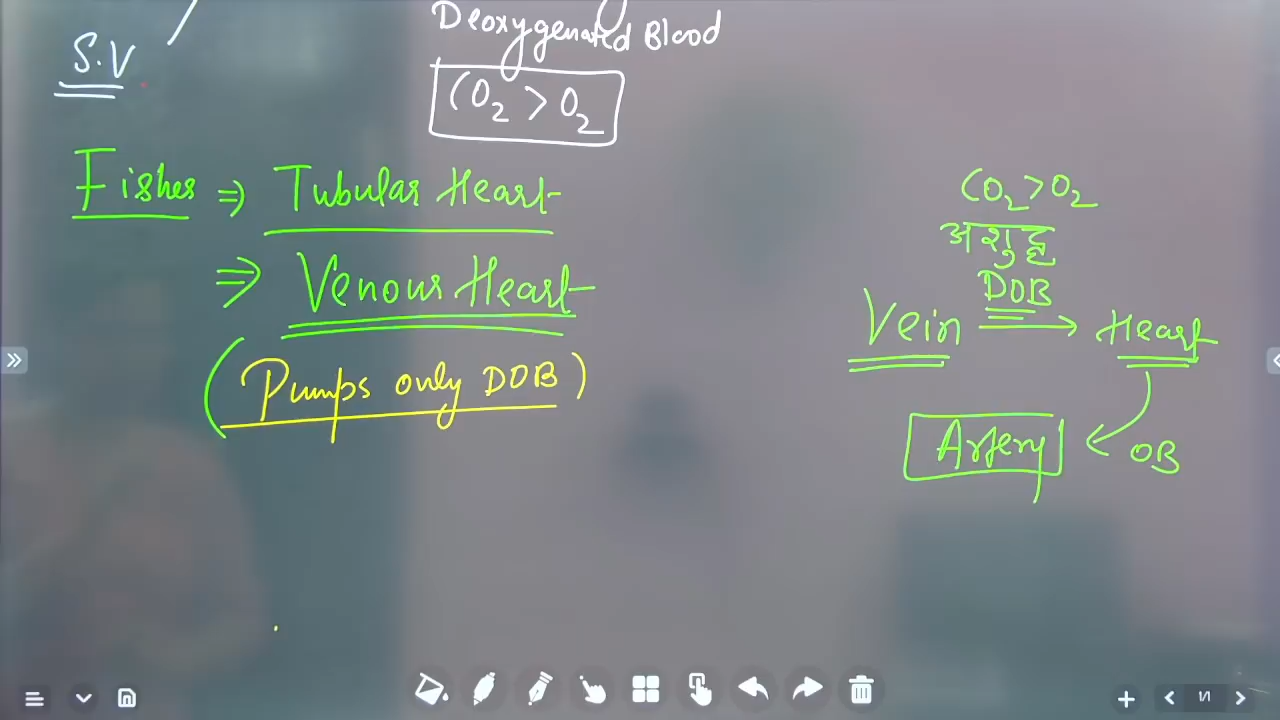 Deoxygenated Blood
S.V
CO₂ > O₂
Fishes ⇒ Tubular Heart
⇒ Venous Heart
(Pumps only DOB)
CO₂ > O₂
अशुद्ध
DOB
Vein → Heart
Artery ← OB